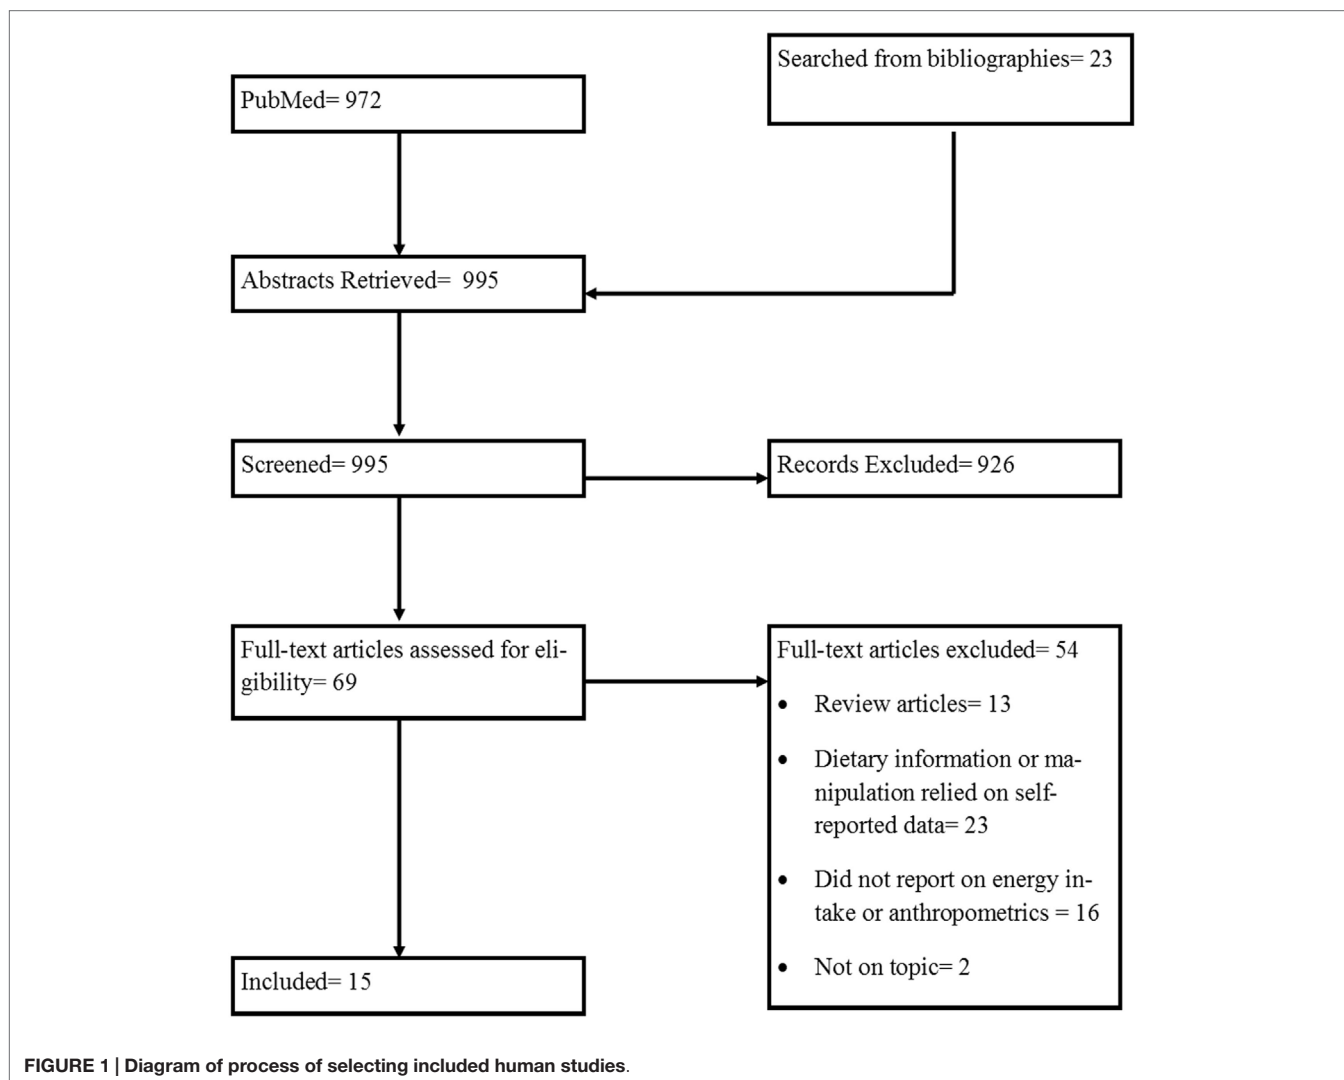 PubMed= 972
Searched from bibliographies= 23
Abstracts Retrieved=  995
Screened= 995
Records Excluded= 926
Full-text articles assessed for eli-
gibility= 69
Full-text articles excluded= 54
• Review articles= 13
• Dietary information or ma-
nipulation relied on self-
reported data= 23
• Did not report on energy in-
take or anthropometrics = 16
• Not on topic= 2
Included= 15
FIGURE 1 | Diagram of process of selecting included human studies.